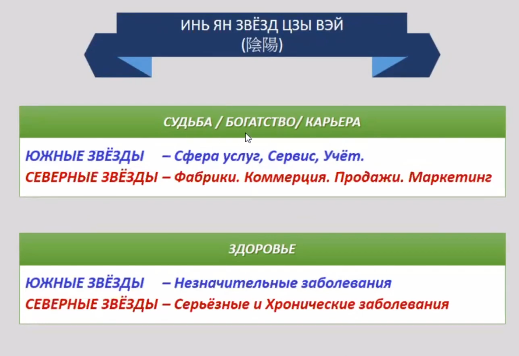 ИНЬ ЯН ЗВЁЗД ЦЗЫ ВЭЙ
(陰陽)
СУДЬБА / БОГАТСТВО/ КАРЬЕРА
ЮЖНЫЕ ЗВЁЗДЫ – Сфера услуг, Сервис, Учёт.
СЕВЕРНЫЕ ЗВЁЗДЫ – Фабрики. Коммерция. Продажи. Маркетинг
ЗДОРОВЬЕ
ЮЖНЫЕ ЗВЁЗДЫ – Незначительные заболевания
СЕВЕРНЫЕ ЗВЁЗДЫ – Серьёзные и Хронические заболевания